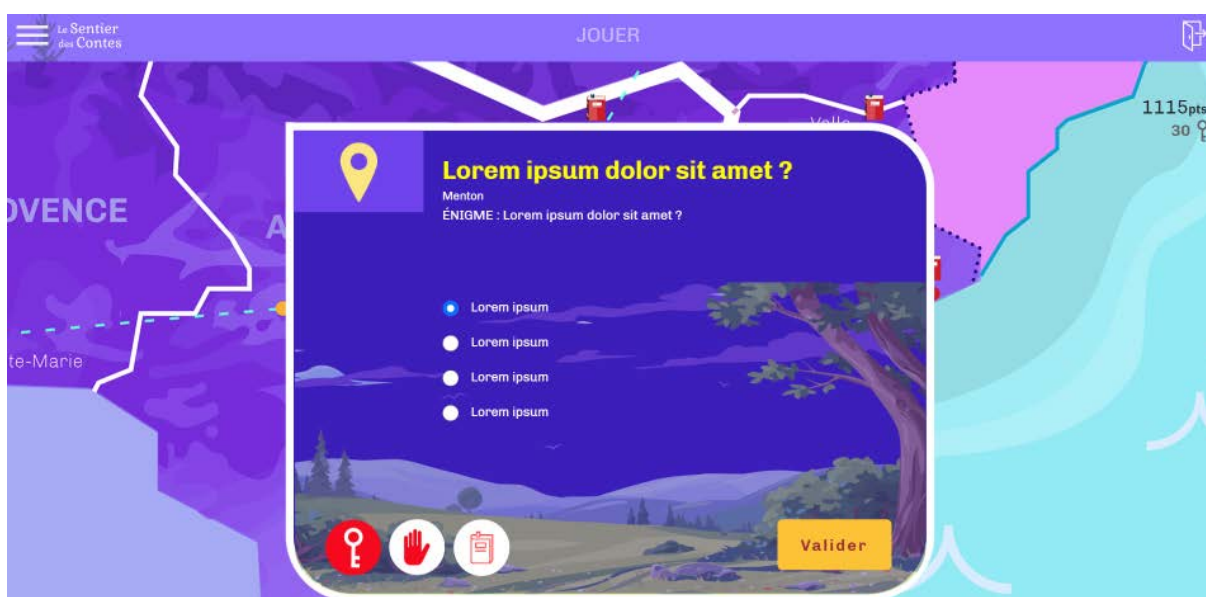 Le Sentier
des Contes
JOUER
1115pts
30
OVENCE
A
te-Marie
Lorem ipsum dolor sit amet ?
Menton
ÉNIGME : Lorem ipsum dolor sit amet ?
Lorem ipsum
Lorem ipsum
Lorem ipsum
Lorem ipsum
Valider